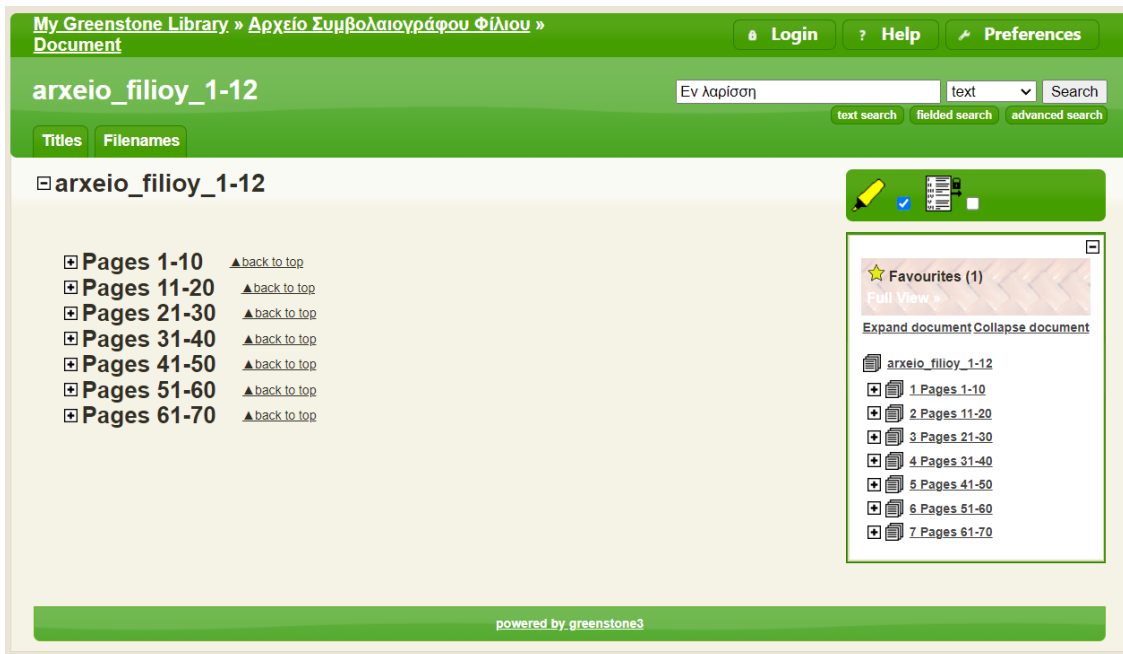 My Greenstone Library » Αρχείο Συμβολαιογράφου Φίλιου »
Document
Login
Help
Preferences
arxeio_filioy_1-12
Εν λαρίσση
text
Search
text search
fielded search
advanced search
Titles
Filenames
arxeio_filioy_1-12
Pages 1-10 ▲back to top
Pages 11-20 ▲back to top
Pages 21-30 ▲back to top
Pages 31-40 ▲back to top
Pages 41-50 ▲back to top
Pages 51-60 ▲back to top
Pages 61-70 ▲back to top
Favourites (1)
Full View »
Expand document Collapse document
arxeio_filioy_1-12
1 Pages 1-10
2 Pages 11-20
3 Pages 21-30
4 Pages 31-40
5 Pages 41-50
6 Pages 51-60
7 Pages 61-70
powered by greenstone3